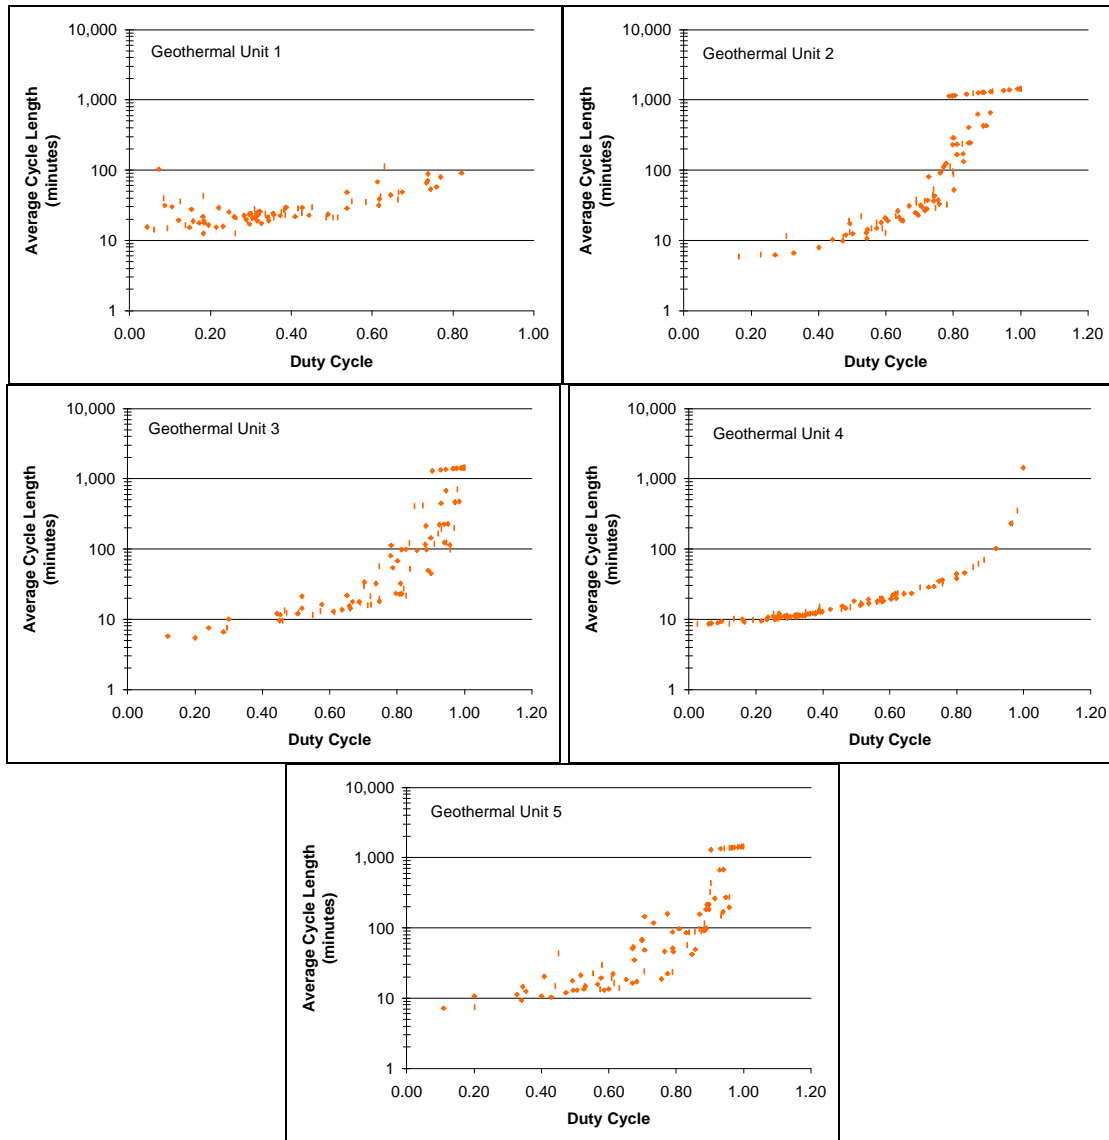 Geothermal Unit 1
Average Cycle Length
(minutes)
10,000
1,000
100
10
1
0.00 0.20 0.40 0.60 0.80 1.00
Duty Cycle
Geothermal Unit 2
Average Cycle Length
(minutes)
10,000
1,000
100
10
1
0.00 0.20 0.40 0.60 0.80 1.00 1.20
Duty Cycle
Geothermal Unit 3
Average Cycle Length
(minutes)
10,000
1,000
100
10
1
0.00 0.20 0.40 0.60 0.80 1.00 1.20
Duty Cycle
Geothermal Unit 4
Average Cycle Length
(minutes)
10,000
1,000
100
10
1
0.00 0.20 0.40 0.60 0.80 1.00 1.20
Duty Cycle
Geothermal Unit 5
Average Cycle Length
(minutes)
10,000
1,000
100
10
1
0.00 0.20 0.40 0.60 0.80 1.00 1.20
Duty Cycle